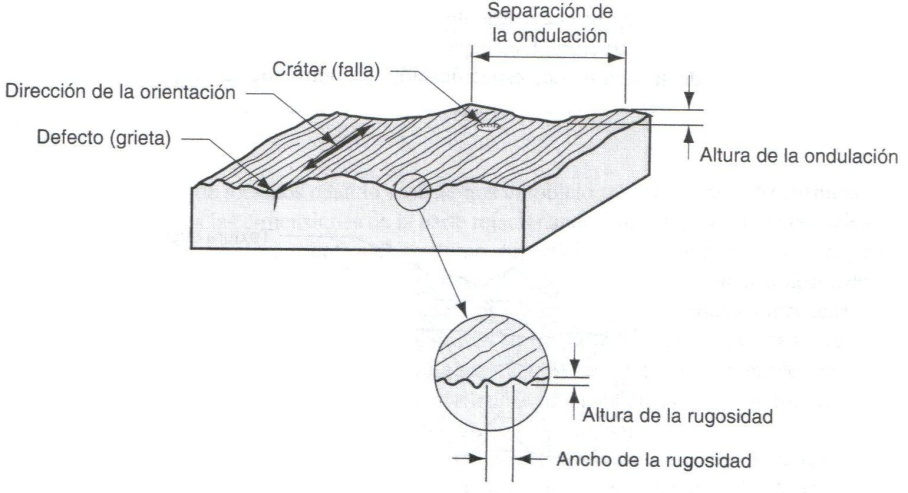 Separación de
la ondulación
Cráter (falla)
Dirección de la orientación
Defecto (grieta)
Altura de la ondulación
Altura de la rugosidad
Ancho de la rugosidad